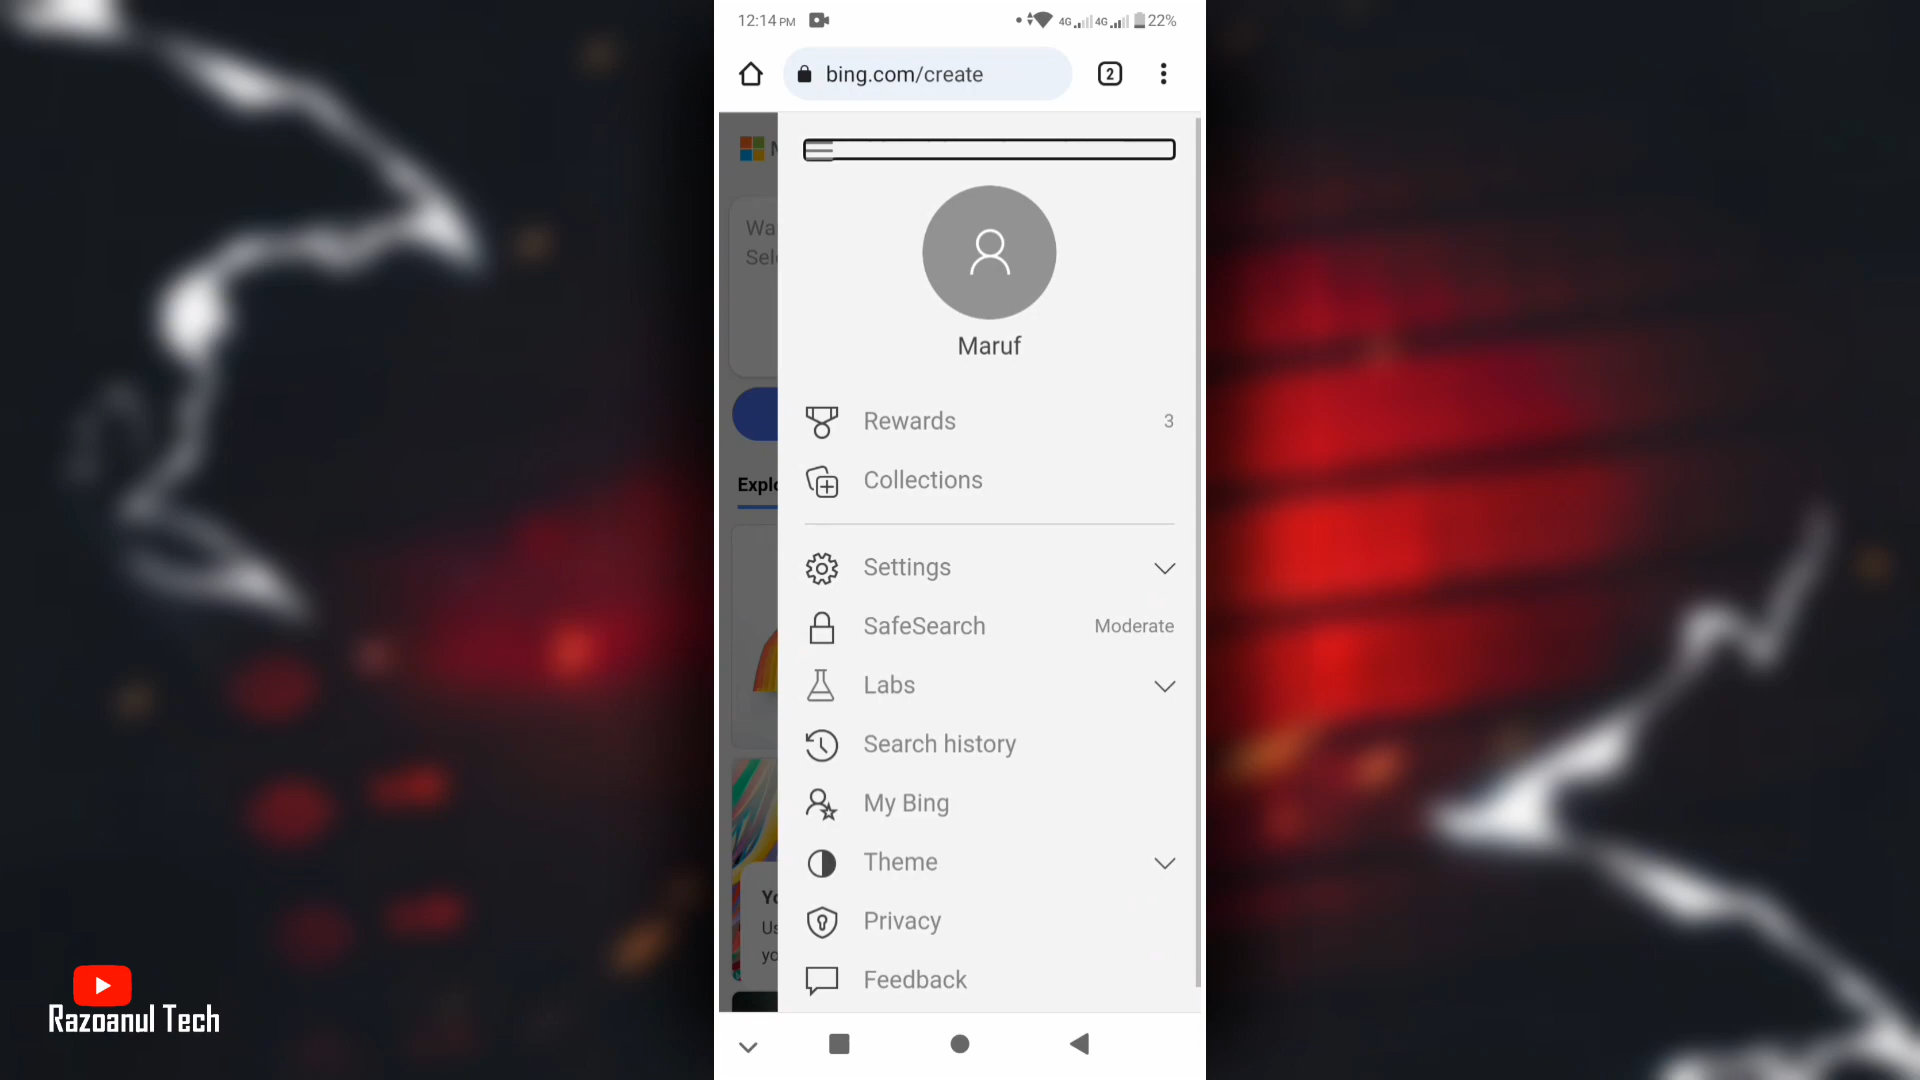 12:14 PM
4G
4G
22%
bing.com/create
2
Maruf
Rewards
3
Collections
Explo
Settings
SafeSearch
Moderate
Labs
Search history
My Bing
Theme
Privacy
Feedback
Razoanul Tech